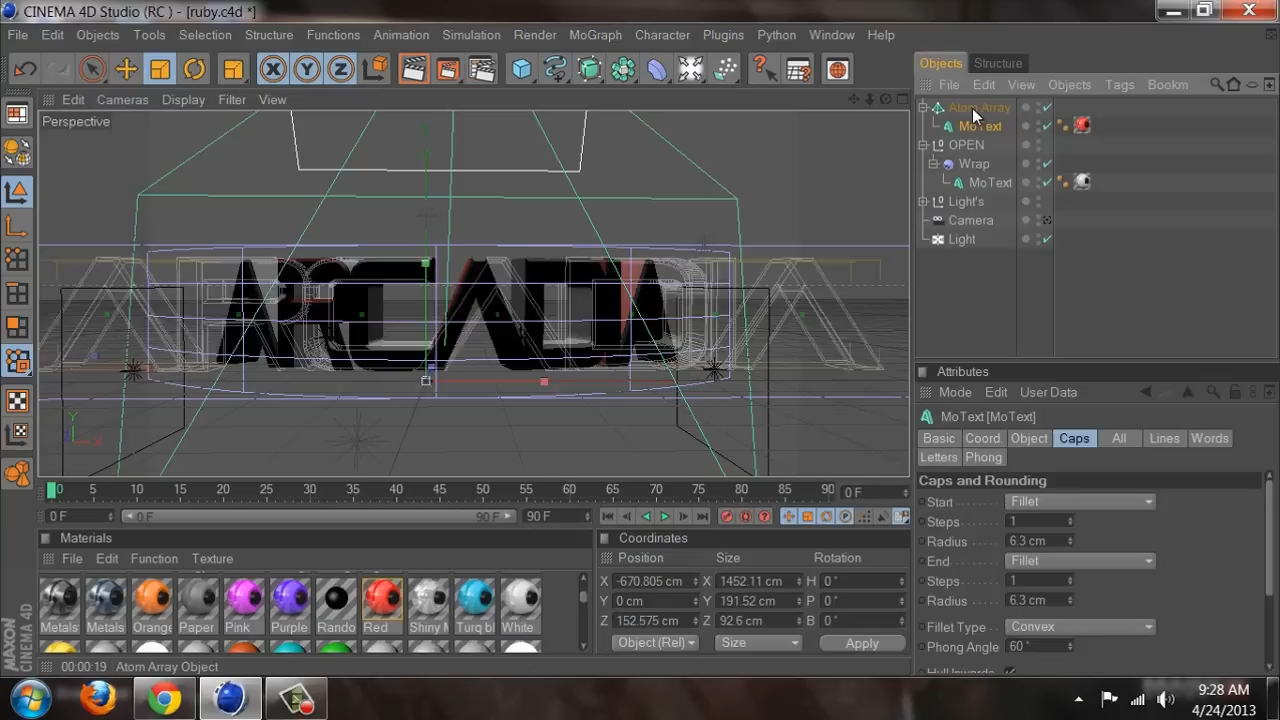 CINEMA 4D Studio (RC ) - [ruby.c4d *]
File Edit Objects Tools Selection Structure Functions Animation Simulation Render MoGraph Character Plugins Python Window Help
X Y Z
Objects Structure
File Edit View Objects Tags Bookm
Edit Cameras Display Filter View
Perspective
Atom Array
MoText
OPEN
Wrap
MoText
Light's
Camera
Light
Attributes
Mode Edit User Data
MoText [MoText]
Basic Coord. Object Caps All Lines Words
Letters Phong
Caps and Rounding
Start Fillet
Steps 1
Radius 6.3 cm
End Fillet
Steps 1
Radius 6.3 cm
Fillet Type Convex
Phong Angle 60 °
Hull Inwards
0 5 10 15 20 25 30 35 40 45 50 55 60 65 70 75 80 85 90 0 F
0 F 0 F 90 F 90 F
Materials
File Edit Function Texture
Metals Metals Orange Paper Pink Purple Rando Red Shiny M Turq bl White
Coordinates
Position Size Rotation
X -670.805 cm X 1452.11 cm H 0 °
Y 0 cm Y 191.52 cm P 0 °
Z 152.575 cm Z 92.6 cm B 0 °
Object (Rel) Size Apply
MAXON
CINEMA 4D
00:00:19 Atom Array Object
9:28 AM
4/24/2013